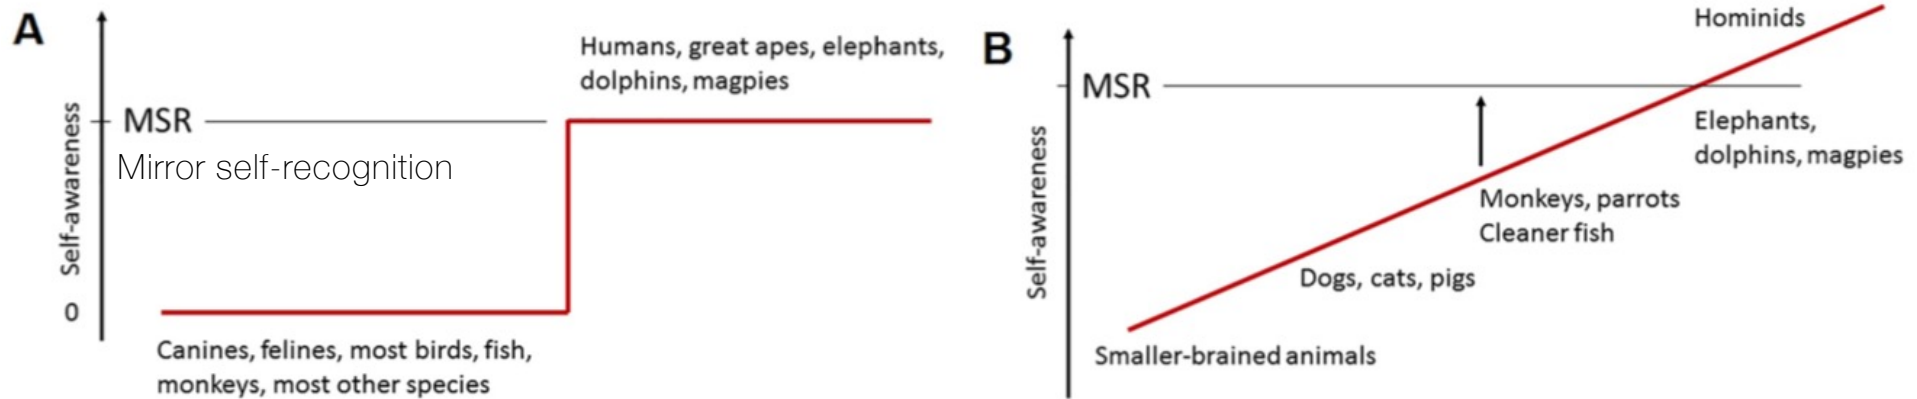 A
Humans, great apes, elephants,
dolphins, magpies
MSR
Mirror self-recognition
Self-awareness
0
Canines, felines, most birds, fish,
monkeys, most other species
B
Hominids
MSR
Elephants,
dolphins, magpies
Self-awareness
Monkeys, parrots
Cleaner fish
Dogs, cats, pigs
Smaller-brained animals